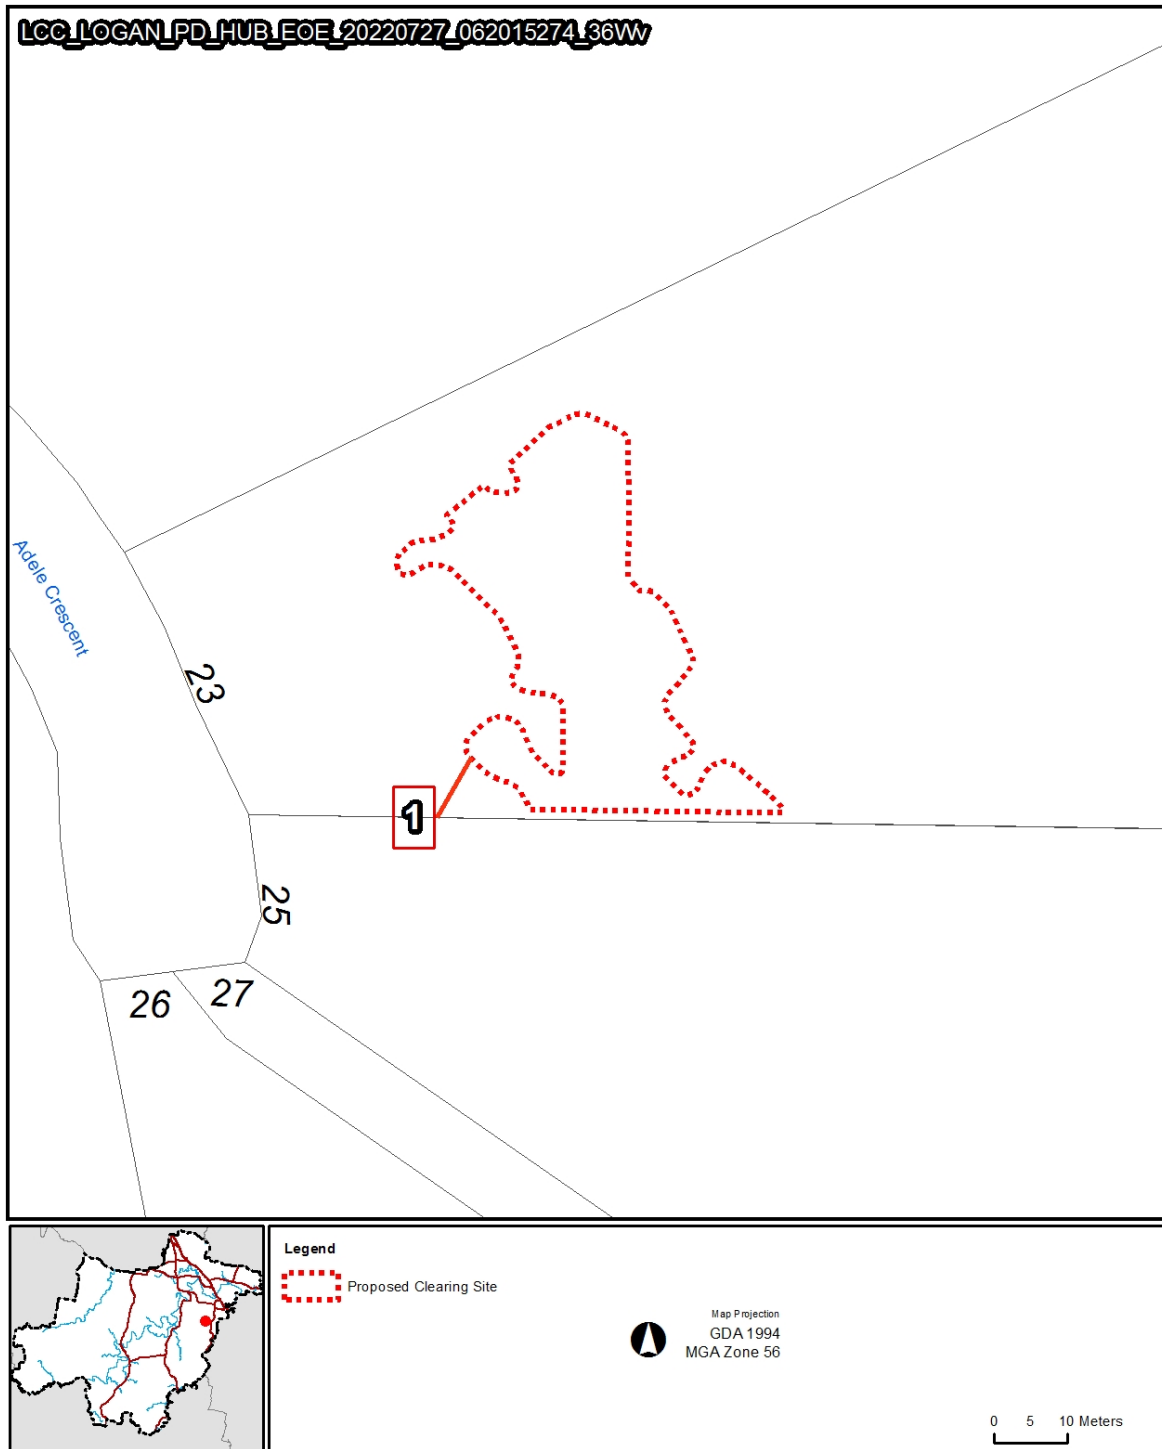 LCC_LOGAN_PD_HUB_EOE_20220727_062015274_36Wv
Adele Crescent
23
1
25
26
27
Legend
Proposed Clearing Site
Map Projection
GDA 1994
MGA Zone 56
0 5 10 Meters